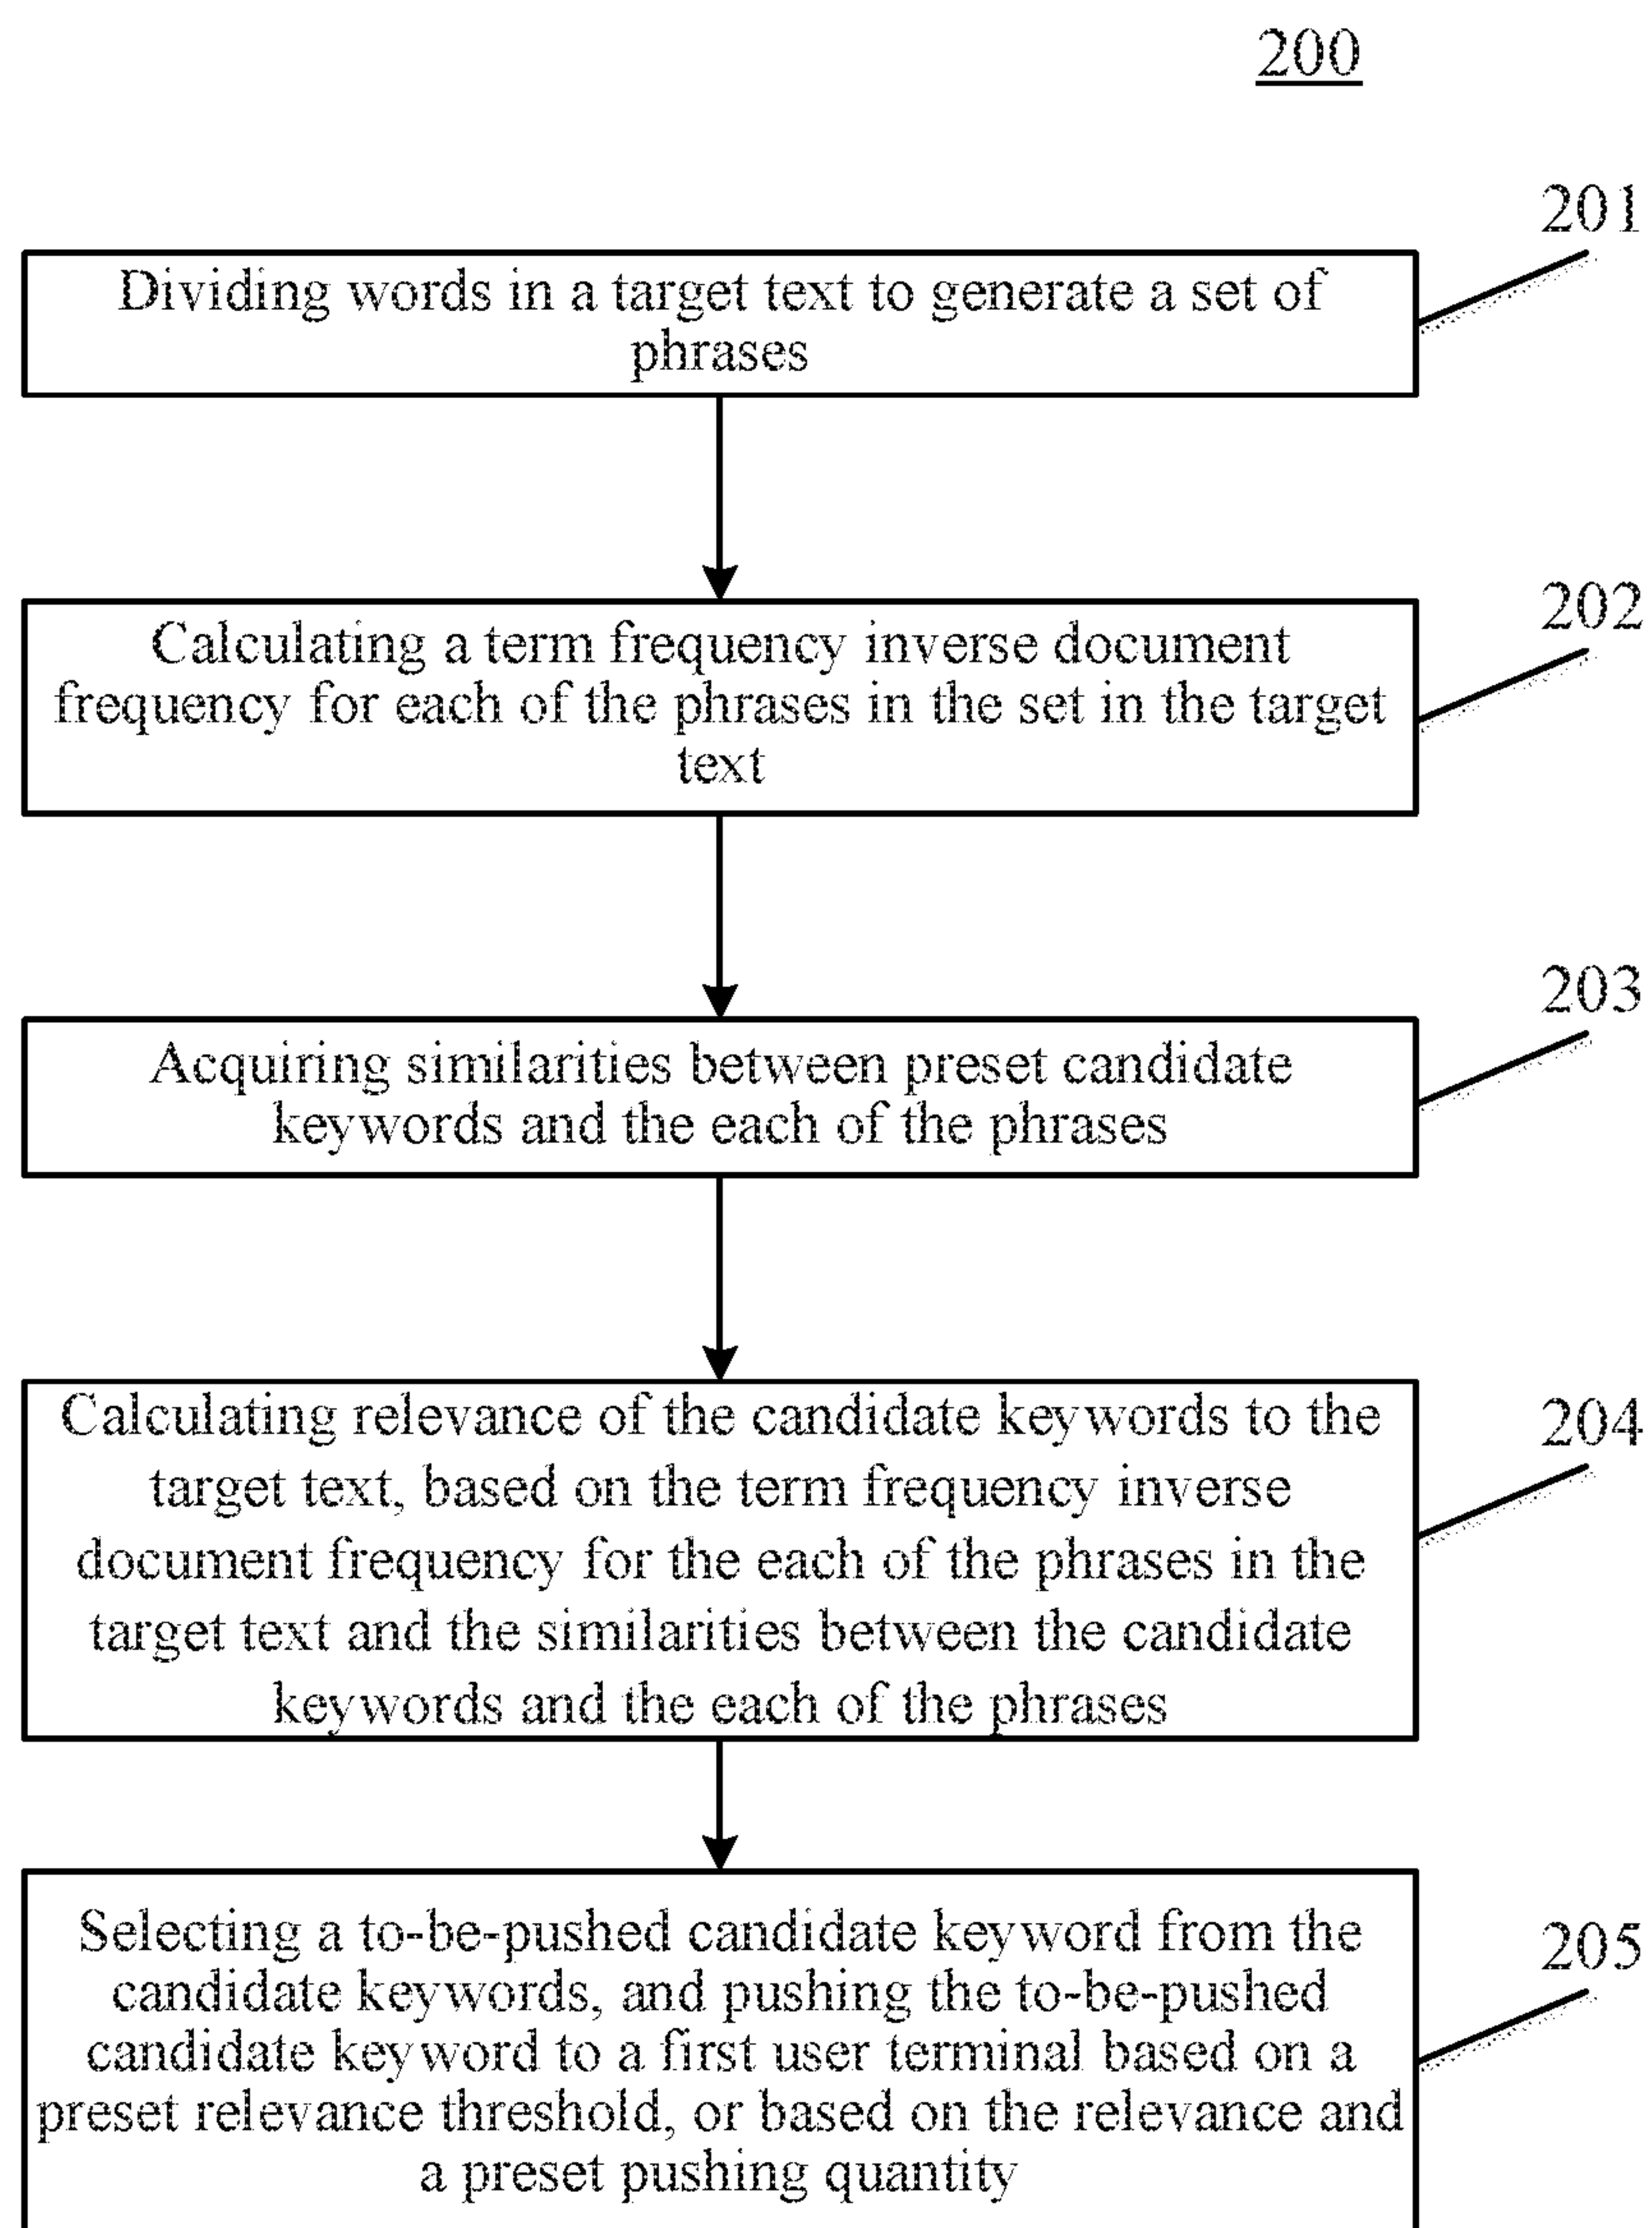 200
201
Dividing words in a target text to generate a set of
phrases
202
Calculating a term frequency inverse document
frequency for each of the phrases in the set in the target
text
203
Acquiring similarities between preset candidate
keywords and the each of the phrases
204
Calculating relevance of the candidate keywords to the
target text, based on the term frequency inverse
document frequency for the each of the phrases in the
target text and the similarities between the candidate
keywords and the each of the phrases
205
Selecting a to-be-pushed candidate keyword from the
candidate keywords, and pushing the to-be-pushed
candidate keyword to a first user terminal based on a
preset relevance threshold, or based on the relevance and
a preset pushing quantity